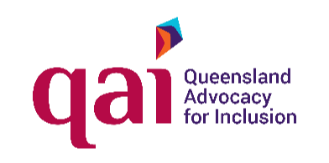 qai
Queensland
Advocacy
for Inclusion